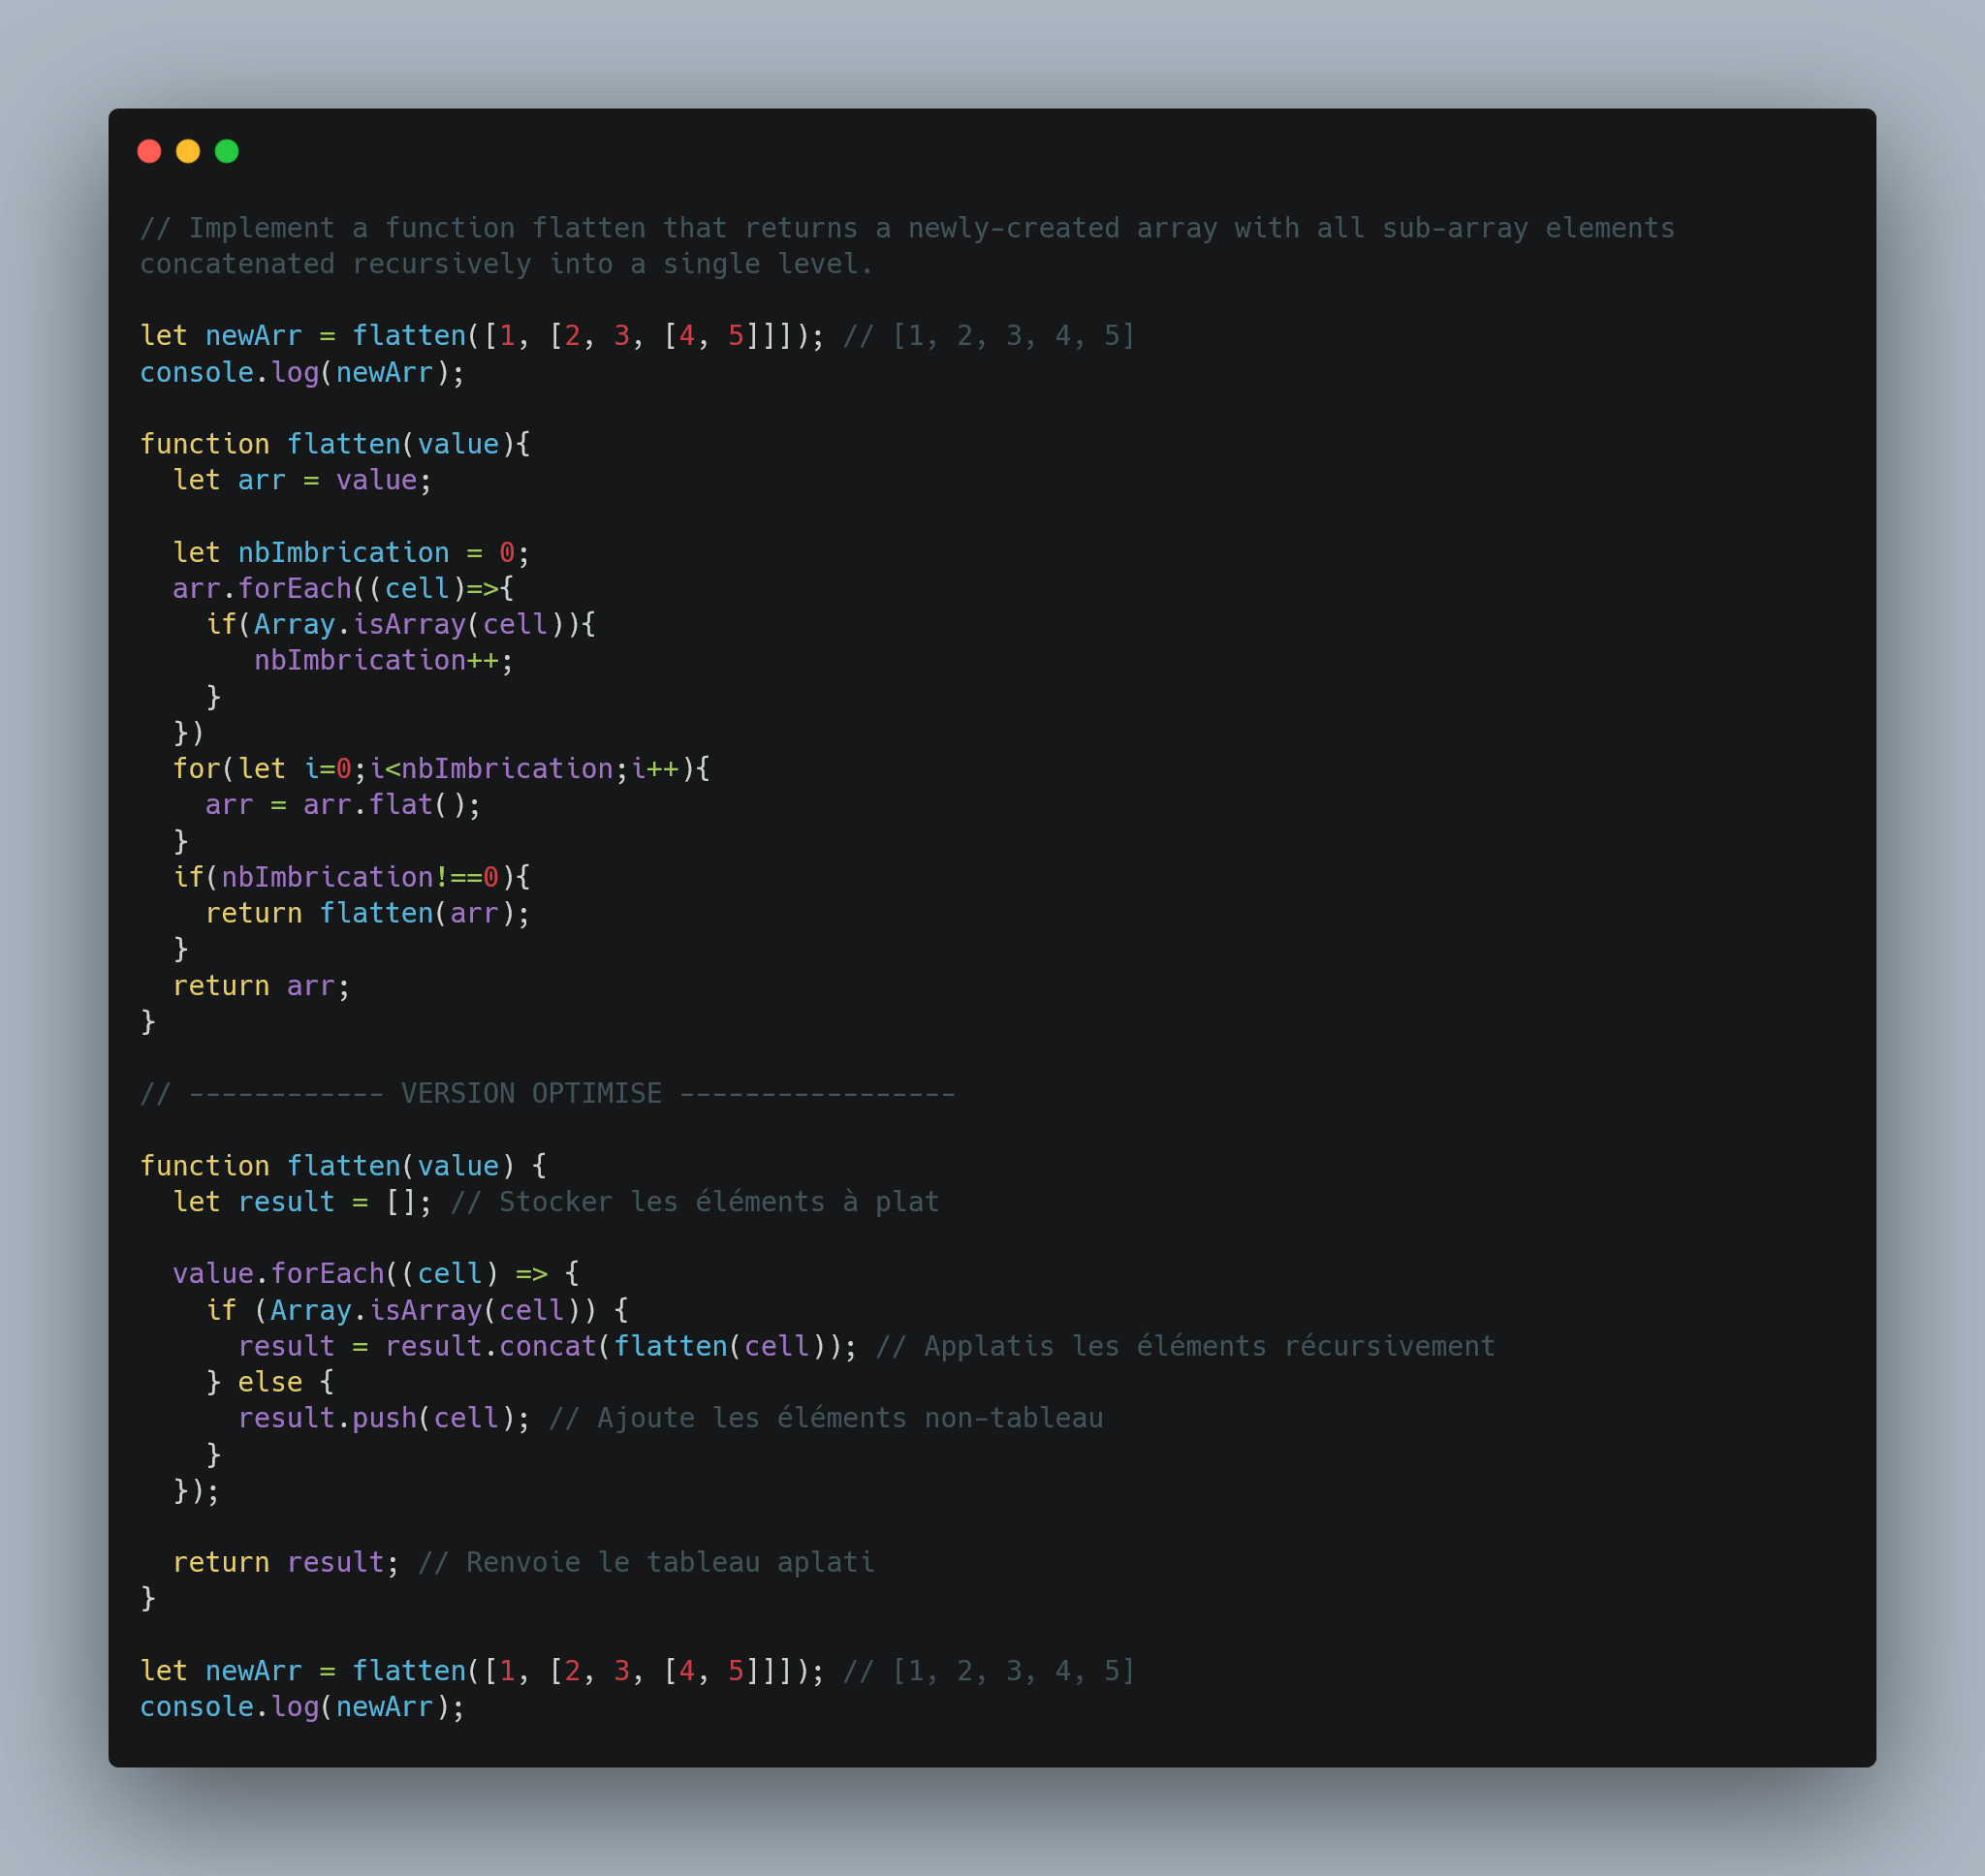 // Implement a function flatten that returns a newly-created array with all sub-array elements
concatenated recursively into a single level.

let newArr = flatten([1, [2, 3, [4, 5]]]); // [1, 2, 3, 4, 5]
console.log(newArr);

function flatten(value){
  let arr = value;

  let nbImbrication = 0;
  arr.forEach((cell)=>{
    if(Array.isArray(cell)){
       nbImbrication++;
    }
  })
  for(let i=0;i<nbImbrication;i++){
    arr = arr.flat();
  }
  if(nbImbrication!==0){
    return flatten(arr);
  }
  return arr;
}

// ------------ VERSION OPTIMISE -----------------

function flatten(value) {
  let result = []; // Stocker les éléments à plat

  value.forEach((cell) => {
    if (Array.isArray(cell)) {
      result = result.concat(flatten(cell)); // Applatis les éléments récursivement
    } else {
      result.push(cell); // Ajoute les éléments non-tableau
    }
  });

  return result; // Renvoie le tableau aplati
}

let newArr = flatten([1, [2, 3, [4, 5]]]); // [1, 2, 3, 4, 5]
console.log(newArr);